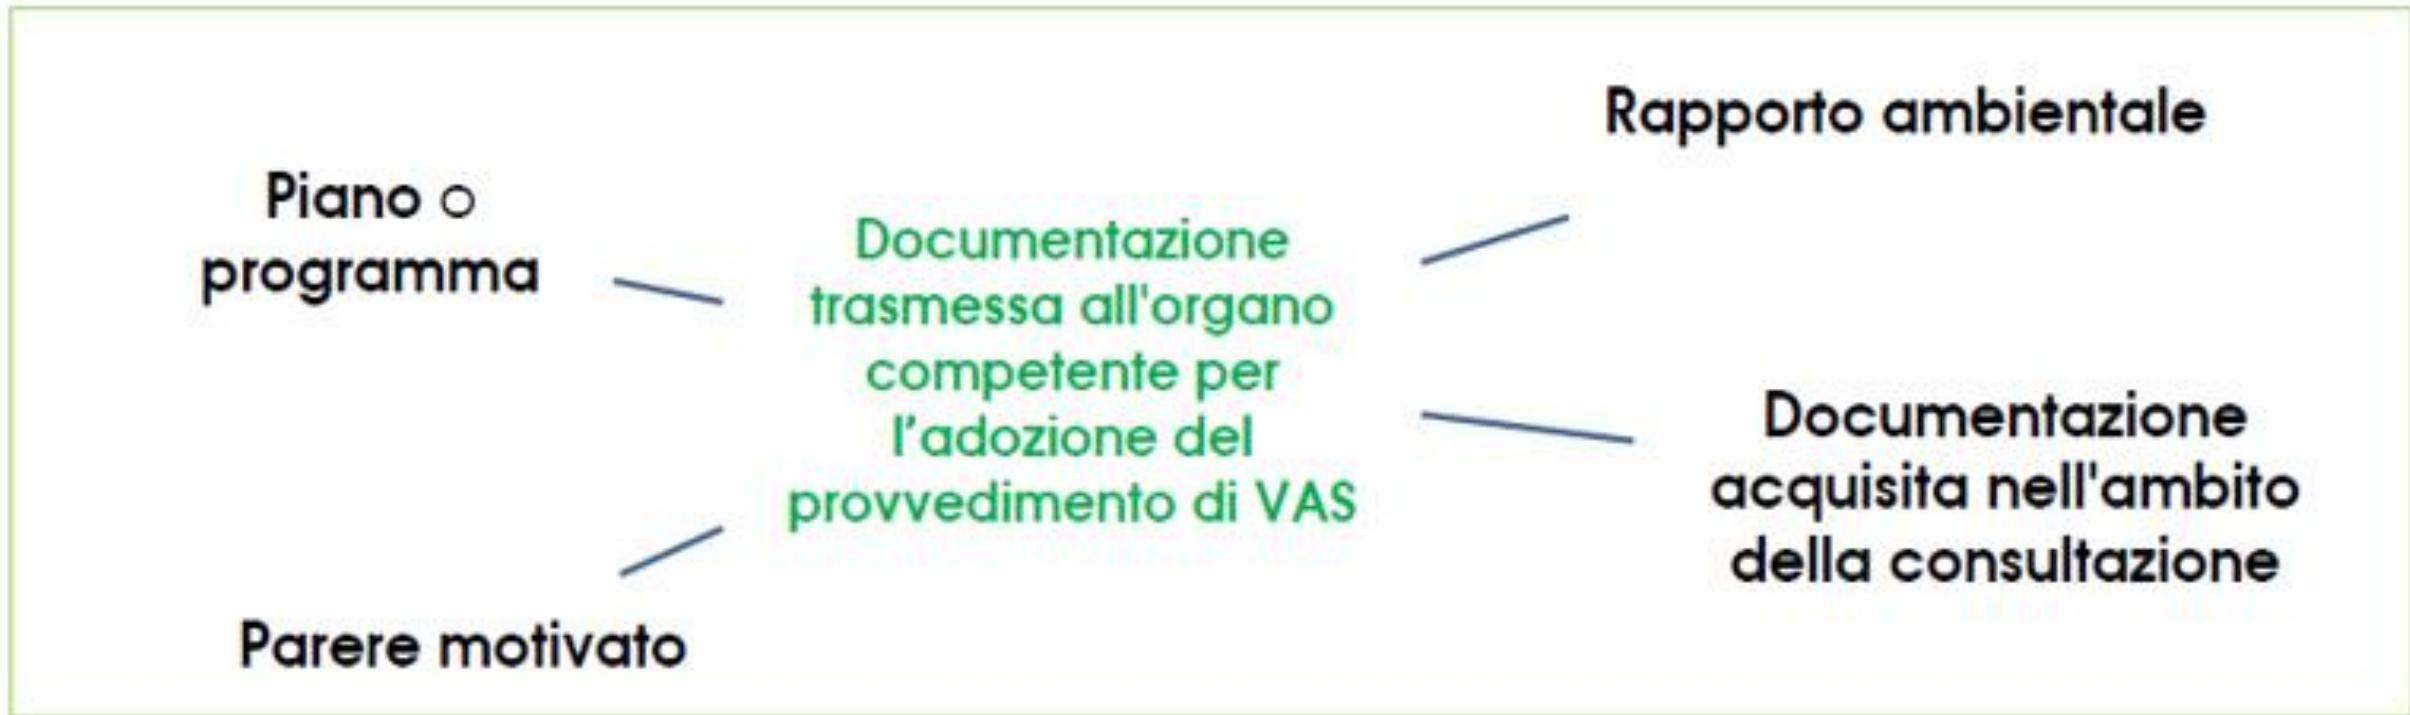 Piano o
programma
Documentazione
trasmessa all'organo
competente per
l’adozione del
provvedimento di VAS
Parere motivato
Rapporto ambientale
Documentazione
acquisita nell'ambito
della consultazione